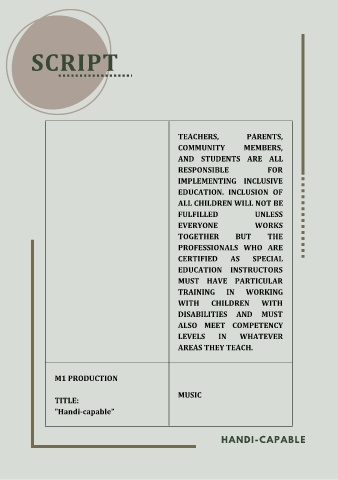 SCRIPT
TEACHERS, PARENTS,
COMMUNITY MEMBERS,
AND STUDENTS ARE ALL
RESPONSIBLE FOR
IMPLEMENTING INCLUSIVE
EDUCATION. INCLUSION OF
ALL CHILDREN WILL NOT BE
FULFILLED UNLESS
EVERYONE WORKS
TOGETHER BUT THE
PROFESSIONALS WHO ARE
CERTIFIED AS SPECIAL
EDUCATION INSTRUCTORS
MUST HAVE PARTICULAR
TRAINING IN WORKING
WITH CHILDREN WITH
DISABILITIES AND MUST
ALSO MEET COMPETENCY
LEVELS IN WHATEVER
AREAS THEY TEACH.
M1 PRODUCTION
TITLE:
"Handi-capable"
MUSIC
HANDI-CAPABLE